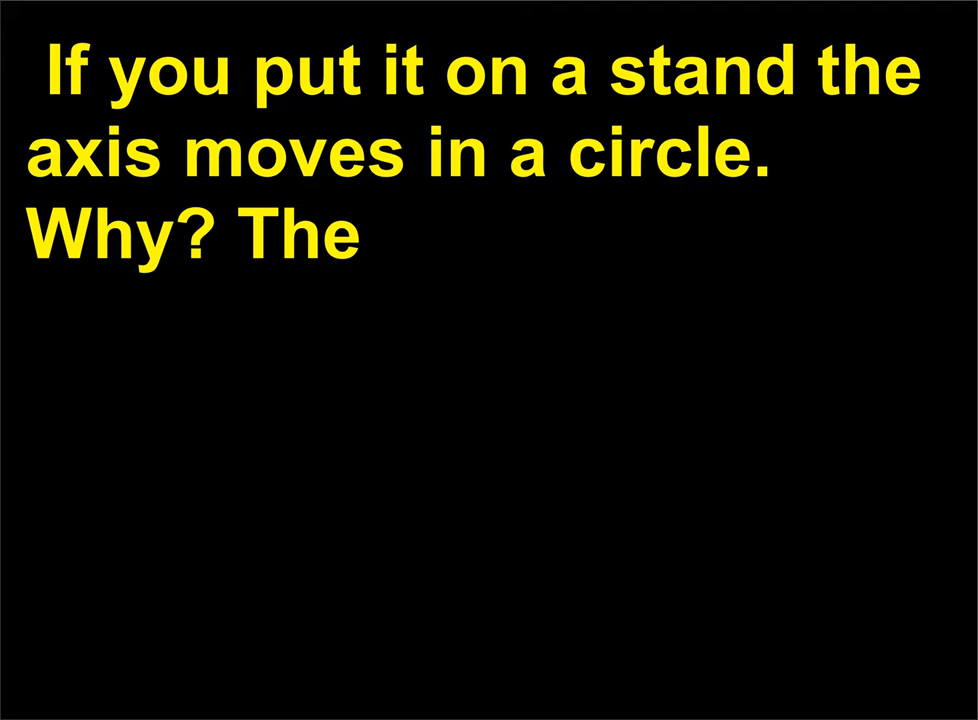 If you put it on a stand the
axis moves in a circle.
Why? The